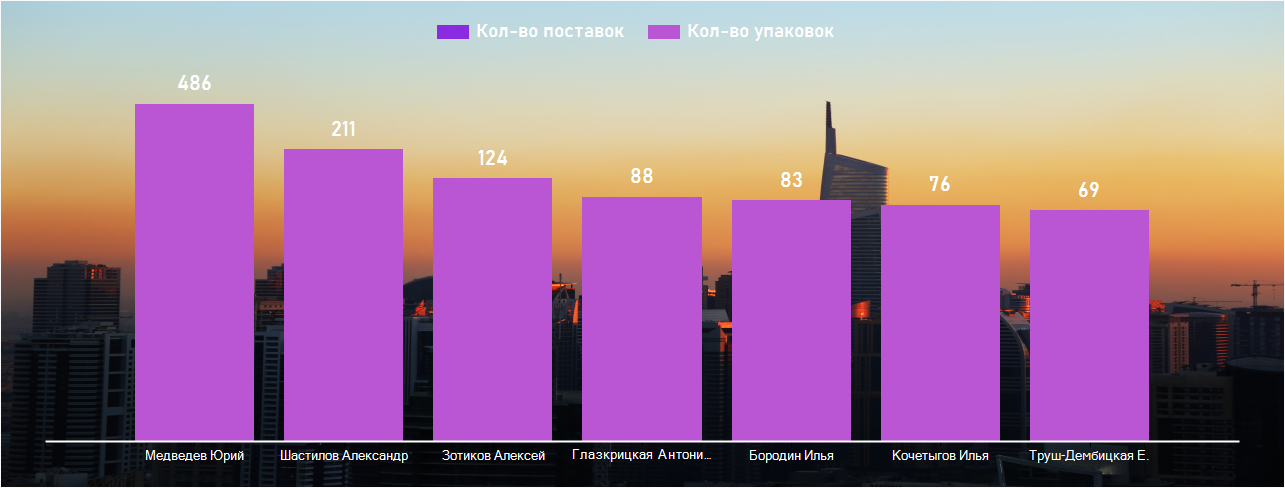 Кол-во поставок Кол-во упаковок
486
211
124
88
83
76
69
Медведев Юрий
Шастилов Александр
Зотиков Алексей
Глазкрицкая Антони...
Бородин Илья
Кочетыгов Илья
Труш-Дембицкая Е.